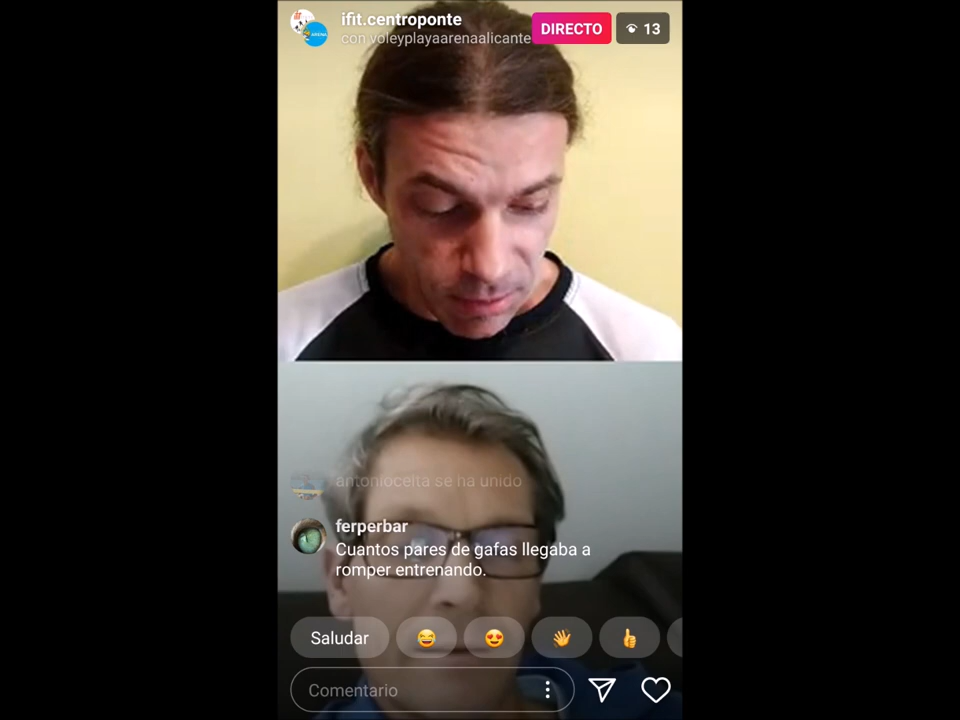 ifit.centroponte
con voleyplayaarenaalicante
DIRECTO
13
antoniocelta se ha unido
ferperbar
Cuantos pares de gafas llegaba a
romper entrenando.
Saludar
Comentario